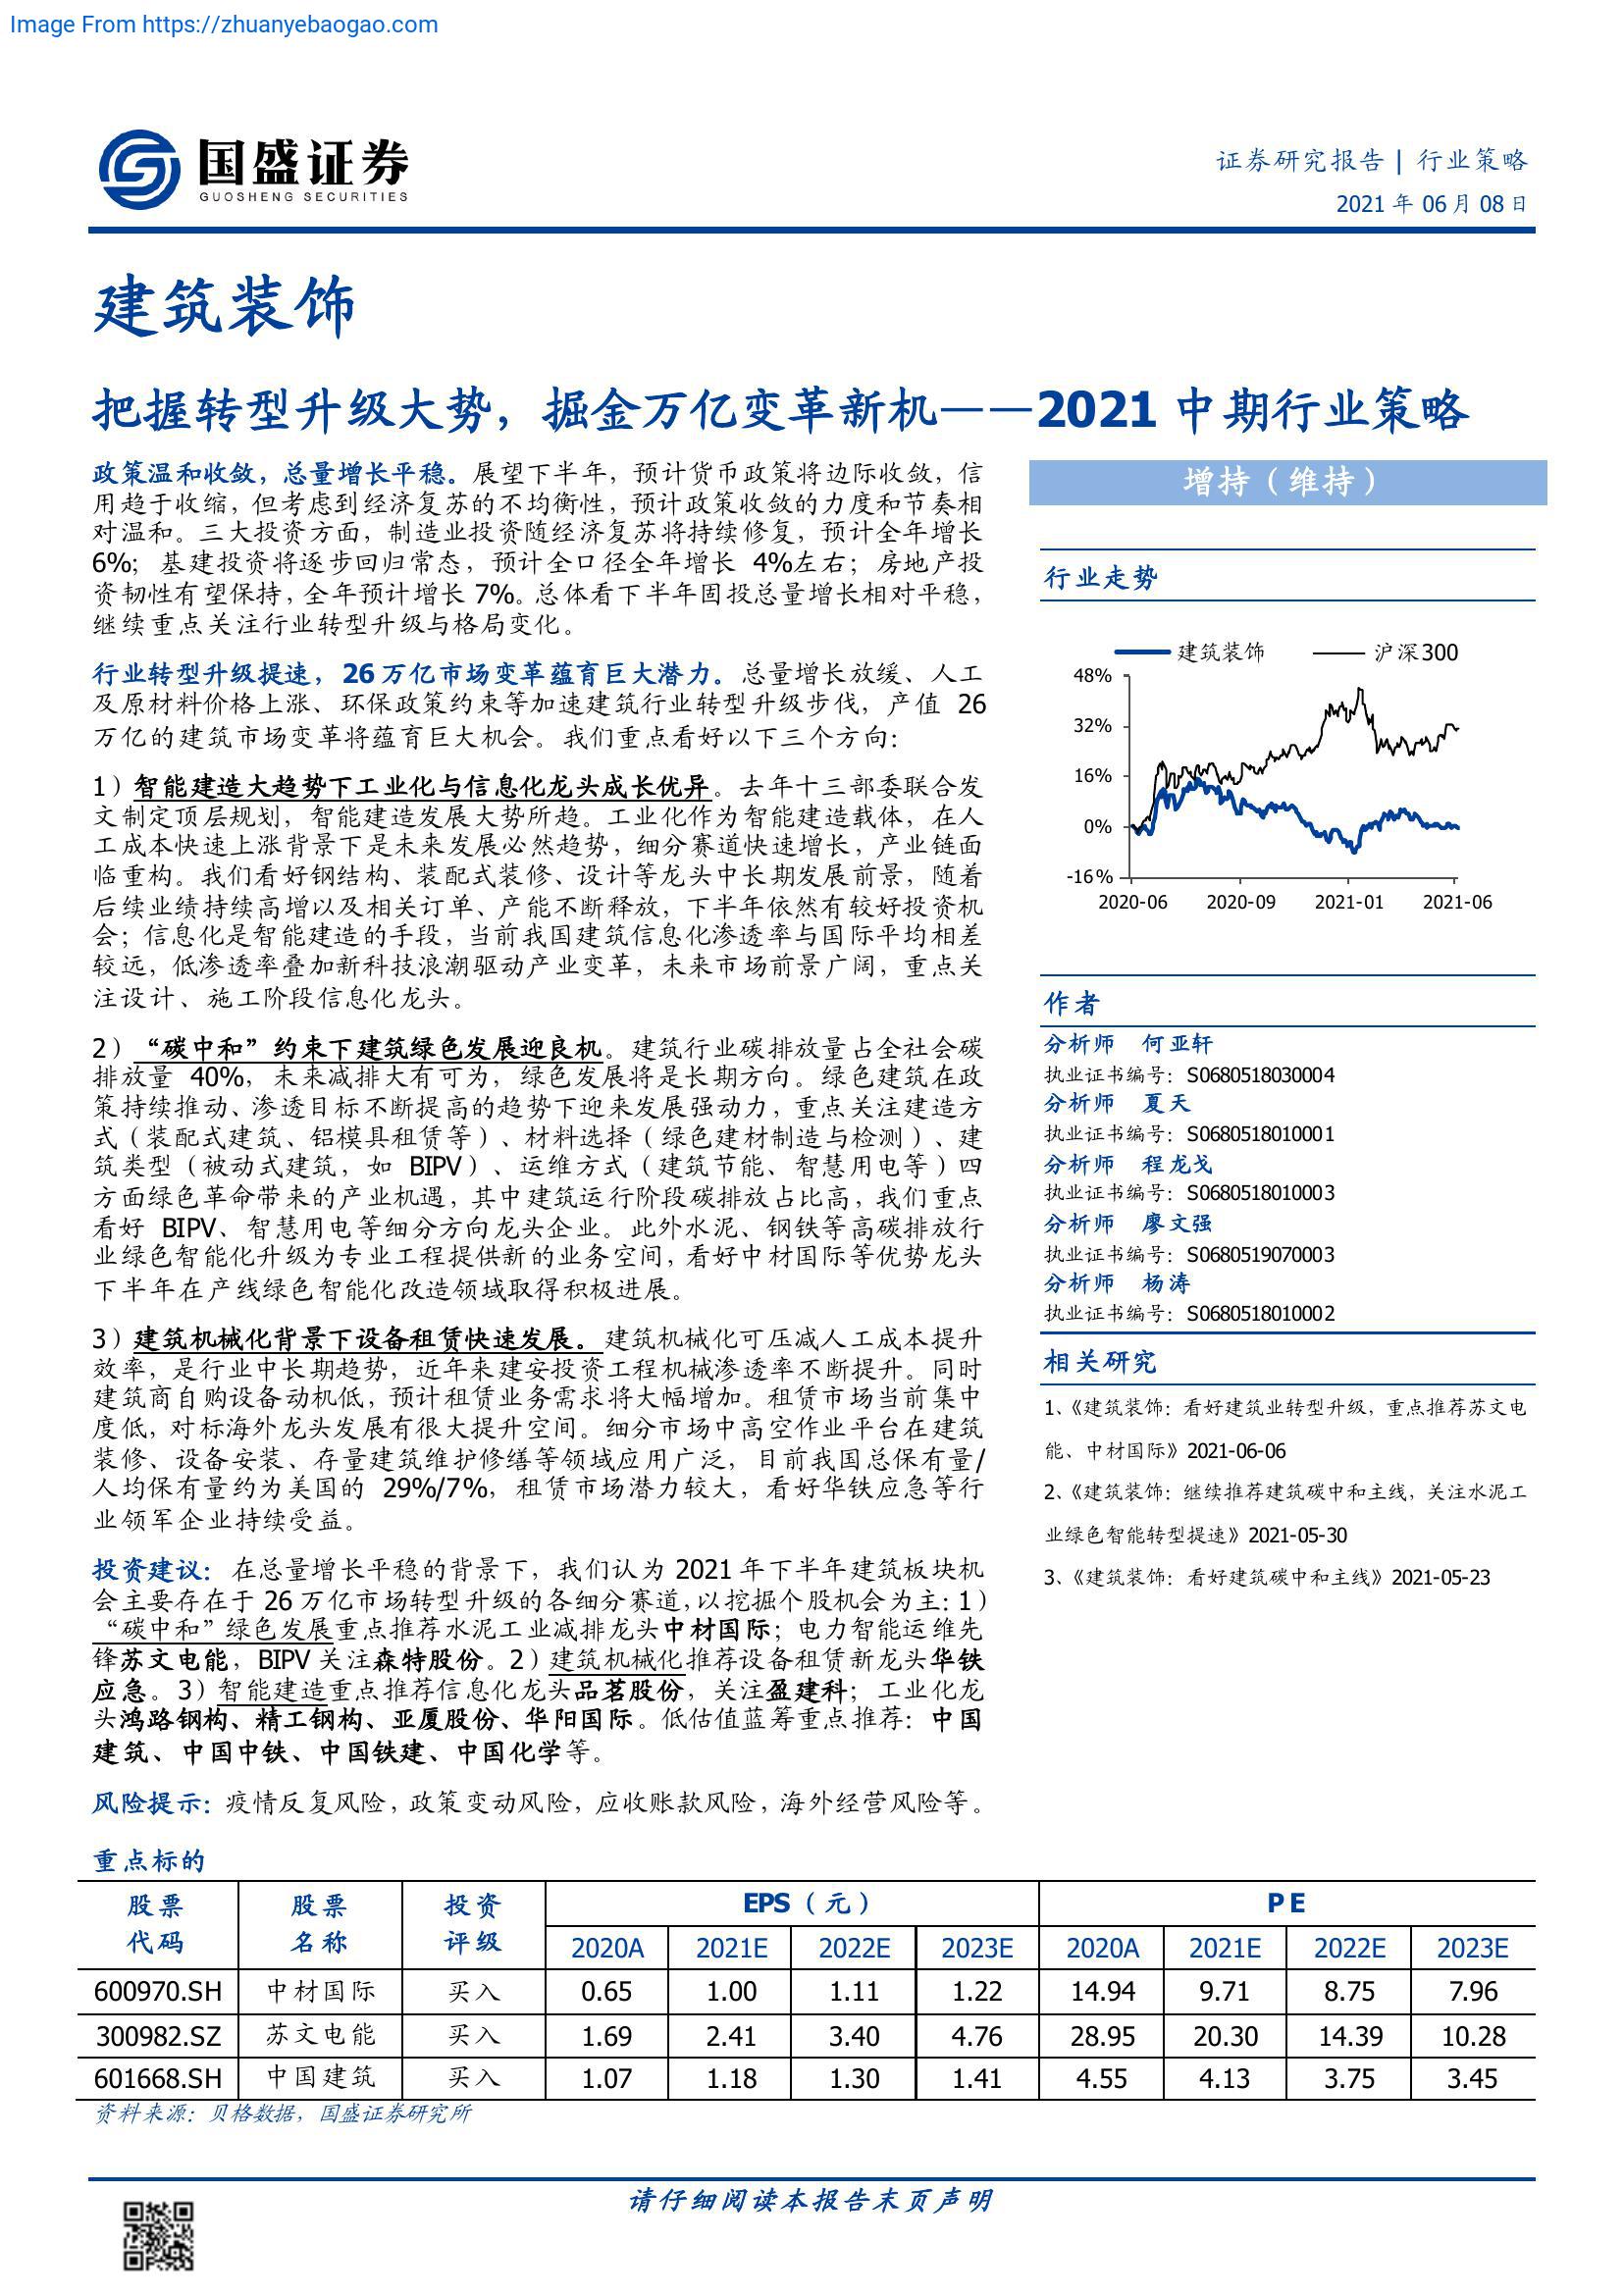 Image From https://zhuanyebaogao.com
国盛证券
GUOSHENG SECURITIES
证券研究报告 | 行业策略
2021 年 06 月 08 日
建筑装饰
把握转型升级大势，掘金万亿变革新机——2021 中期行业策略
政策温和收敛，总量增长平稳。展望下半年，预计货币政策将边际收敛，信
用趋于收缩，但考虑到经济复苏的不均衡性，预计政策收敛的力度和节奏相
对温和。三大投资方面，制造业投资随经济复苏将持续修复，预计全年增长
6%；基建投资将逐步回归常态，预计全口径全年增长 4%左右；房地产投
资韧性有望保持，全年预计增长 7%。总体看下半年固投总量增长相对平稳，
继续重点关注行业转型升级与格局变化。
行业转型升级提速，26 万亿市场变革蕴育巨大潜力。总量增长放缓、人工
及原材料价格上涨、环保政策约束等加速建筑行业转型升级步伐，产值 26
万亿的建筑市场变革将蕴育巨大机会。我们重点看好以下三个方向：
1）智能建造大趋势下工业化与信息化龙头成长优异。去年十三部委联合发
文制定顶层规划，智能建造发展大势所趋。工业化作为智能建造载体，在人
工成本快速上涨背景下是未来发展必然趋势，细分赛道快速增长，产业链面
临重构。我们看好钢结构、装配式装修、设计等龙头中长期发展前景，随着
后续业绩持续高增以及相关订单、产能不断释放，下半年依然有较好投资机
会；信息化是智能建造的手段，当前我国建筑信息化渗透率与国际平均相差
较远，低渗透率叠加新科技浪潮驱动产业变革，未来市场前景广阔，重点关
注设计、施工阶段信息化龙头。
2）“碳中和”约束下建筑绿色发展迎良机。建筑行业碳排放量占全社会碳
排放量 40%，未来减排大有可为，绿色发展将是长期方向。绿色建筑在政
策持续推动、渗透目标不断提高的趋势下迎来发展强动力，重点关注建造方
式（装配式建筑、铝模具租赁等）、材料选择（绿色建材制造与检测）、建
筑类型（被动式建筑，如 BIPV）、运维方式（建筑节能、智慧用电等）四
方面绿色革命带来的产业机遇，其中建筑运行阶段碳排放占比高，我们重点
看好 BIPV、智慧用电等细分方向龙头企业。此外水泥、钢铁等高碳排放行
业绿色智能化升级为专业工程提供新的业务空间，看好中材国际等优势龙头
下半年在产线绿色智能化改造领域取得积极进展。
3）建筑机械化背景下设备租赁快速发展。建筑机械化可压减人工成本提升
效率，是行业中长期趋势，近年来建安投资工程机械渗透率不断提升。同时
建筑商自购设备动机低，预计租赁业务需求将大幅增加。租赁市场当前集中
度低，对标海外龙头发展有很大提升空间。细分市场中高空作业平台在建筑
装修、设备安装、存量建筑维护修缮等领域应用广泛，目前我国总保有量/
人均保有量约为美国的 29%/7%，租赁市场潜力较大，看好华铁应急等行
业领军企业持续受益。
投资建议：在总量增长平稳的背景下，我们认为 2021 年下半年建筑板块机
会主要存在于 26 万亿市场转型升级的各细分赛道，以挖掘个股机会为主：1）
“碳中和”绿色发展重点推荐水泥工业减排龙头中材国际；电力智能运维先
锋苏文电能，BIPV 关注森特股份。2）建筑机械化推荐设备租赁新龙头华铁
应急。3）智能建造重点推荐信息化龙头品茗股份，关注盈建科；工业化龙
头鸿路钢构、精工钢构、亚厦股份、华阳国际。低估值蓝筹重点推荐：中国
建筑、中国中铁、中国铁建、中国化学等。
风险提示：疫情反复风险，政策变动风险，应收账款风险，海外经营风险等。
增持（维持）
行业走势
建筑装饰 沪深300
48%
32%
16%
0%
-16%
2020-06 2020-09 2021-01 2021-06
作者
分析师 何亚轩
执业证书编号：S0680518030004
分析师 夏天
执业证书编号：S0680518010001
分析师 程龙戈
执业证书编号：S0680518010003
分析师 廖文强
执业证书编号：S0680519070003
分析师 杨涛
执业证书编号：S0680518010002
相关研究
1、《建筑装饰：看好建筑业转型升级，重点推荐苏文电
能、中材国际》2021-06-06
2、《建筑装饰：继续推荐建筑碳中和主线，关注水泥工
业绿色智能转型提速》2021-05-30
3、《建筑装饰：看好建筑碳中和主线》2021-05-23
重点标的
股票 股票 投资 EPS（元） PE
代码 名称 评级 2020A 2021E 2022E 2023E 2020A 2021E 2022E 2023E
600970.SH 中材国际 买入 0.65 1.00 1.11 1.22 14.94 9.71 8.75 7.96
300982.SZ 苏文电能 买入 1.69 2.41 3.40 4.76 28.95 20.30 14.39 10.28
601668.SH 中国建筑 买入 1.07 1.18 1.30 1.41 4.55 4.13 3.75 3.45
资料来源：贝格数据，国盛证券研究所
请仔细阅读本报告末页声明